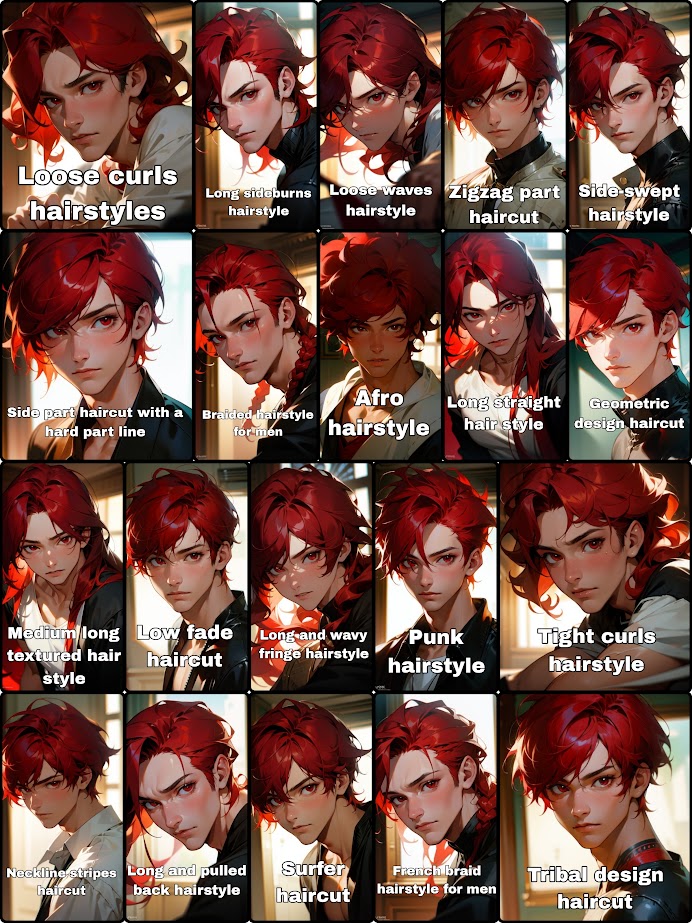 Loose curls
hairstyles
Long sideburns
hairstyle
Loose waves
hairstyle
Zigzag part
haircut
Side-swept
hairstyle
Side part haircut with a
hard part line
Braided hairstyle
for men
Afro
hairstyle
Long straight
hair style
Geometric
design haircut
Medium long
textured hair
style
Low fade
haircut
Long and wavy
fringe hairstyle
Punk
hairstyle
Tight curls
hairstyle
Neckline stripes
haircut
Long and pulled
back hairstyle
Surfer
haircut
French braid
hairstyle for men
Tribal design
haircut